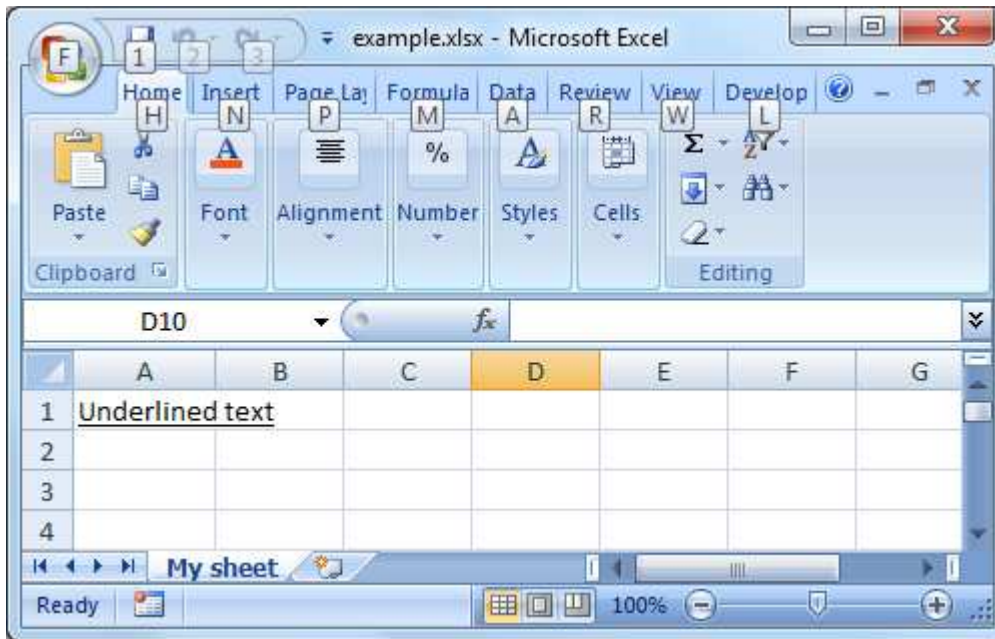 example.xlsx - Microsoft Excel
F 1 2 3
Home Insert Page Lay Formula Data Review View Develop
H N P M A R W L
Σ A Z
A % A
Paste Font Alignment Number Styles Cells
Clipboard Editing
D10 fx
A B C D E F G
1 Underlined text
2
3
4
My sheet
Ready 100%